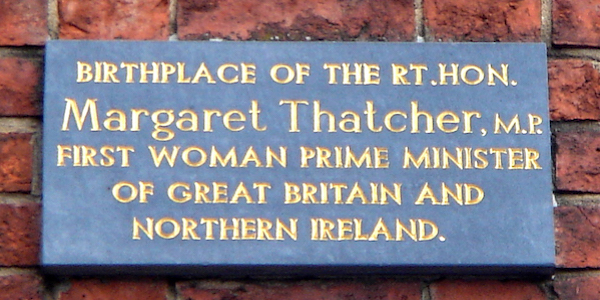 BIRTHPLACE OF THE RT.HON.
Margaret Thatcher, M.P.
FIRST WOMAN PRIME MINISTER
OF GREAT BRITAIN AND
NORTHERN IRELAND.